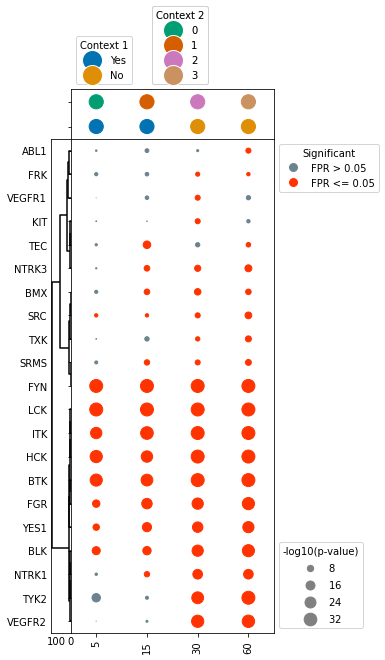 Context 1
Yes
No
Context 2
0
1
2
3
ABL1
FRK
VEGFR1
KIT
TEC
NTRK3
BMX
SRC
TXK
SRMS
FYN
LCK
ITK
HCK
BTK
FGR
YES1
BLK
NTRK1
TYK2
VEGFR2
Significant
FPR > 0.05
FPR <= 0.05
-log10(p-value)
8
16
24
32
100 0
5
15
30
60